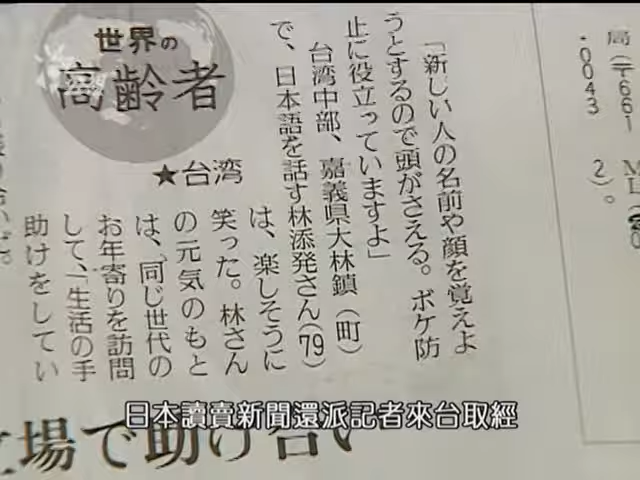 局(〒661
0043
2)。
世界の
高齢者
★台湾
「新しい人の名前や顔を覚えよ
うとするので頭がさえる。ボケ防
止に役立っていますよ」
台湾中部、嘉義県大林鎮(町)
で、日本語を話す林添発さん(79)
は、楽しそうに
笑った。林さん
の元気のもと
は、同じ世代の
お年寄りを訪問
して、「生活の手
助けをしてい
場で助け合い
日本讀賣新聞還派記者來台取經